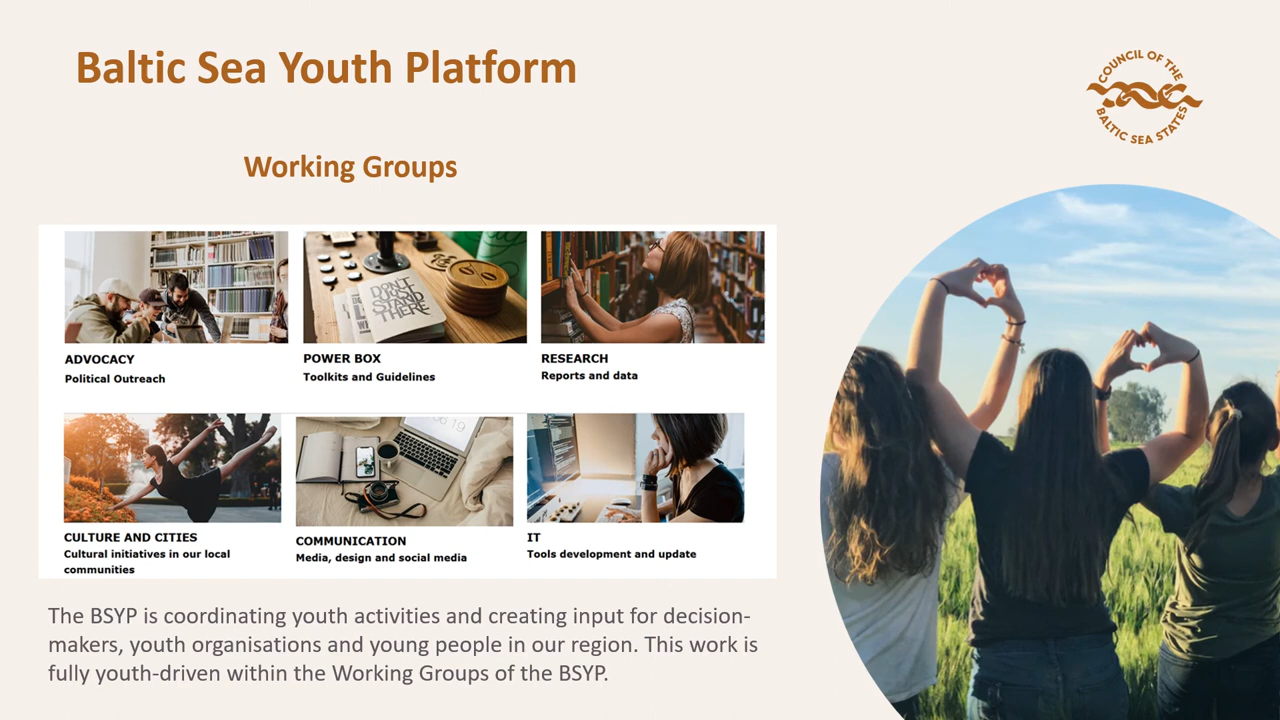 Baltic Sea Youth Platform
COUNCIL OF THE
BALTIC SEA STATES
Working Groups
DON'T
JUST
STAND
THERE
ADVOCACY
Political Outreach
POWER BOX
Toolkits and Guidelines
RESEARCH
Reports and data
CULTURE AND CITIES
Cultural initiatives in our local
communities
COMMUNICATION
Media, design and social media
IT
Tools development and update
The BSYP is coordinating youth activities and creating input for decision-
makers, youth organisations and young people in our region. This work is
fully youth-driven within the Working Groups of the BSYP.